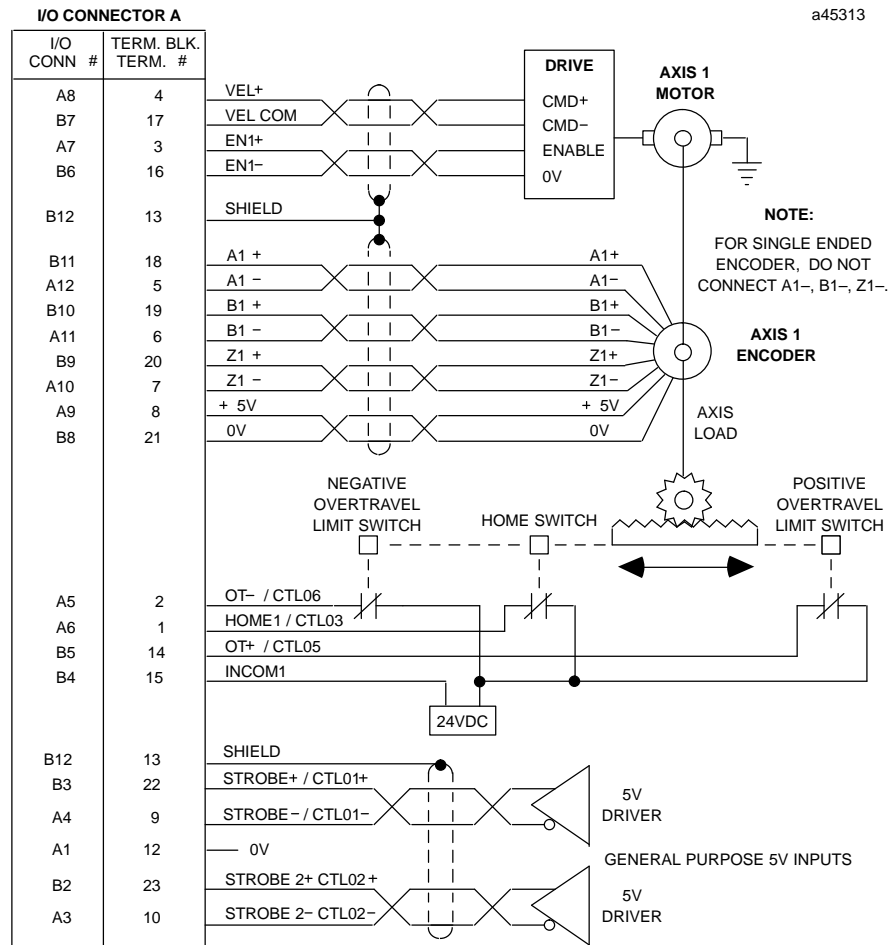 I/O CONNECTOR A
a45313
I/O CONN #
TERM. BLK. TERM. #
A8 4 VEL+
B7 17 VEL COM
A7 3 EN1+
B6 16 EN1−
B12 13 SHIELD
B11 18 A1 + A1+
A12 5 A1 − A1−
B10 19 B1 + B1+
A11 6 B1 − B1−
B9 20 Z1 + Z1+
A10 7 Z1 − Z1−
A9 8 + 5V + 5V
B8 21 0V 0V
DRIVE
CMD+
CMD−
ENABLE
0V
AXIS 1
MOTOR
NOTE:
FOR SINGLE ENDED
ENCODER, DO NOT
CONNECT A1–, B1–, Z1–.
AXIS 1
ENCODER
AXIS
LOAD
NEGATIVE
OVERTRAVEL
LIMIT SWITCH
HOME SWITCH
POSITIVE
OVERTRAVEL
LIMIT SWITCH
A5 2 OT− / CTL06
A6 1 HOME1 / CTL03
B5 14 OT+ / CTL05
B4 15 INCOM1
24VDC
B12 13 SHIELD
B3 22 STROBE+ / CTL01+
A4 9 STROBE − / CTL01−
A1 12 0V
B2 23 STROBE 2+ CTL02 +
A3 10 STROBE 2− CTL02−
5V
DRIVER
GENERAL PURPOSE 5V INPUTS
5V
DRIVER